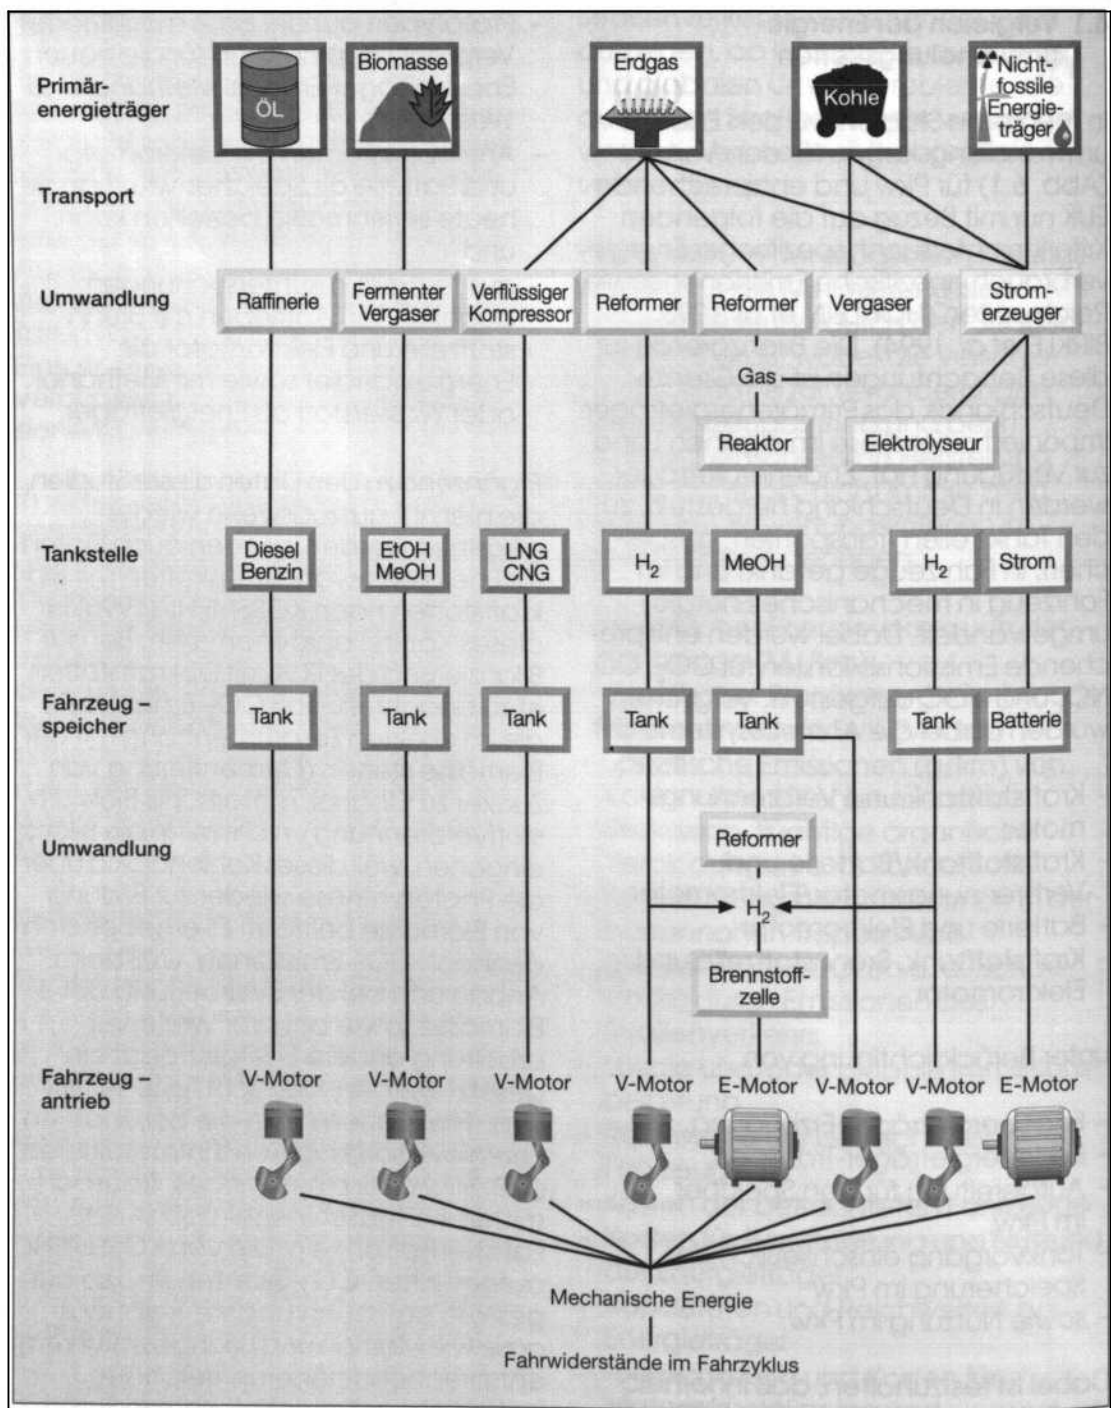 Primär-
energieträger
ÖL
Biomasse
Erdgas
Kohle
Nicht-
fossile
Energie-
träger
Transport
Umwandlung
Raffinerie
Fermenter
Vergaser
Verflüssiger
Kompressor
Reformer
Reformer
Vergaser
Strom-
erzeuger
Gas
Reaktor
Elektrolyseur
Tankstelle
Diesel
Benzin
EtOH
MeOH
LNG
CNG
H₂
MeOH
H₂
Strom
Fahrzeug –
speicher
Tank
Tank
Tank
Tank
Tank
Tank
Batterie
Umwandlung
Reformer
H₂
Brennstoff-
zelle
Fahrzeug –
antrieb
V-Motor
V-Motor
V-Motor
V-Motor
E-Motor
V-Motor
V-Motor
E-Motor
Mechanische Energie
Fahrwiderstände im Fahrzyklus